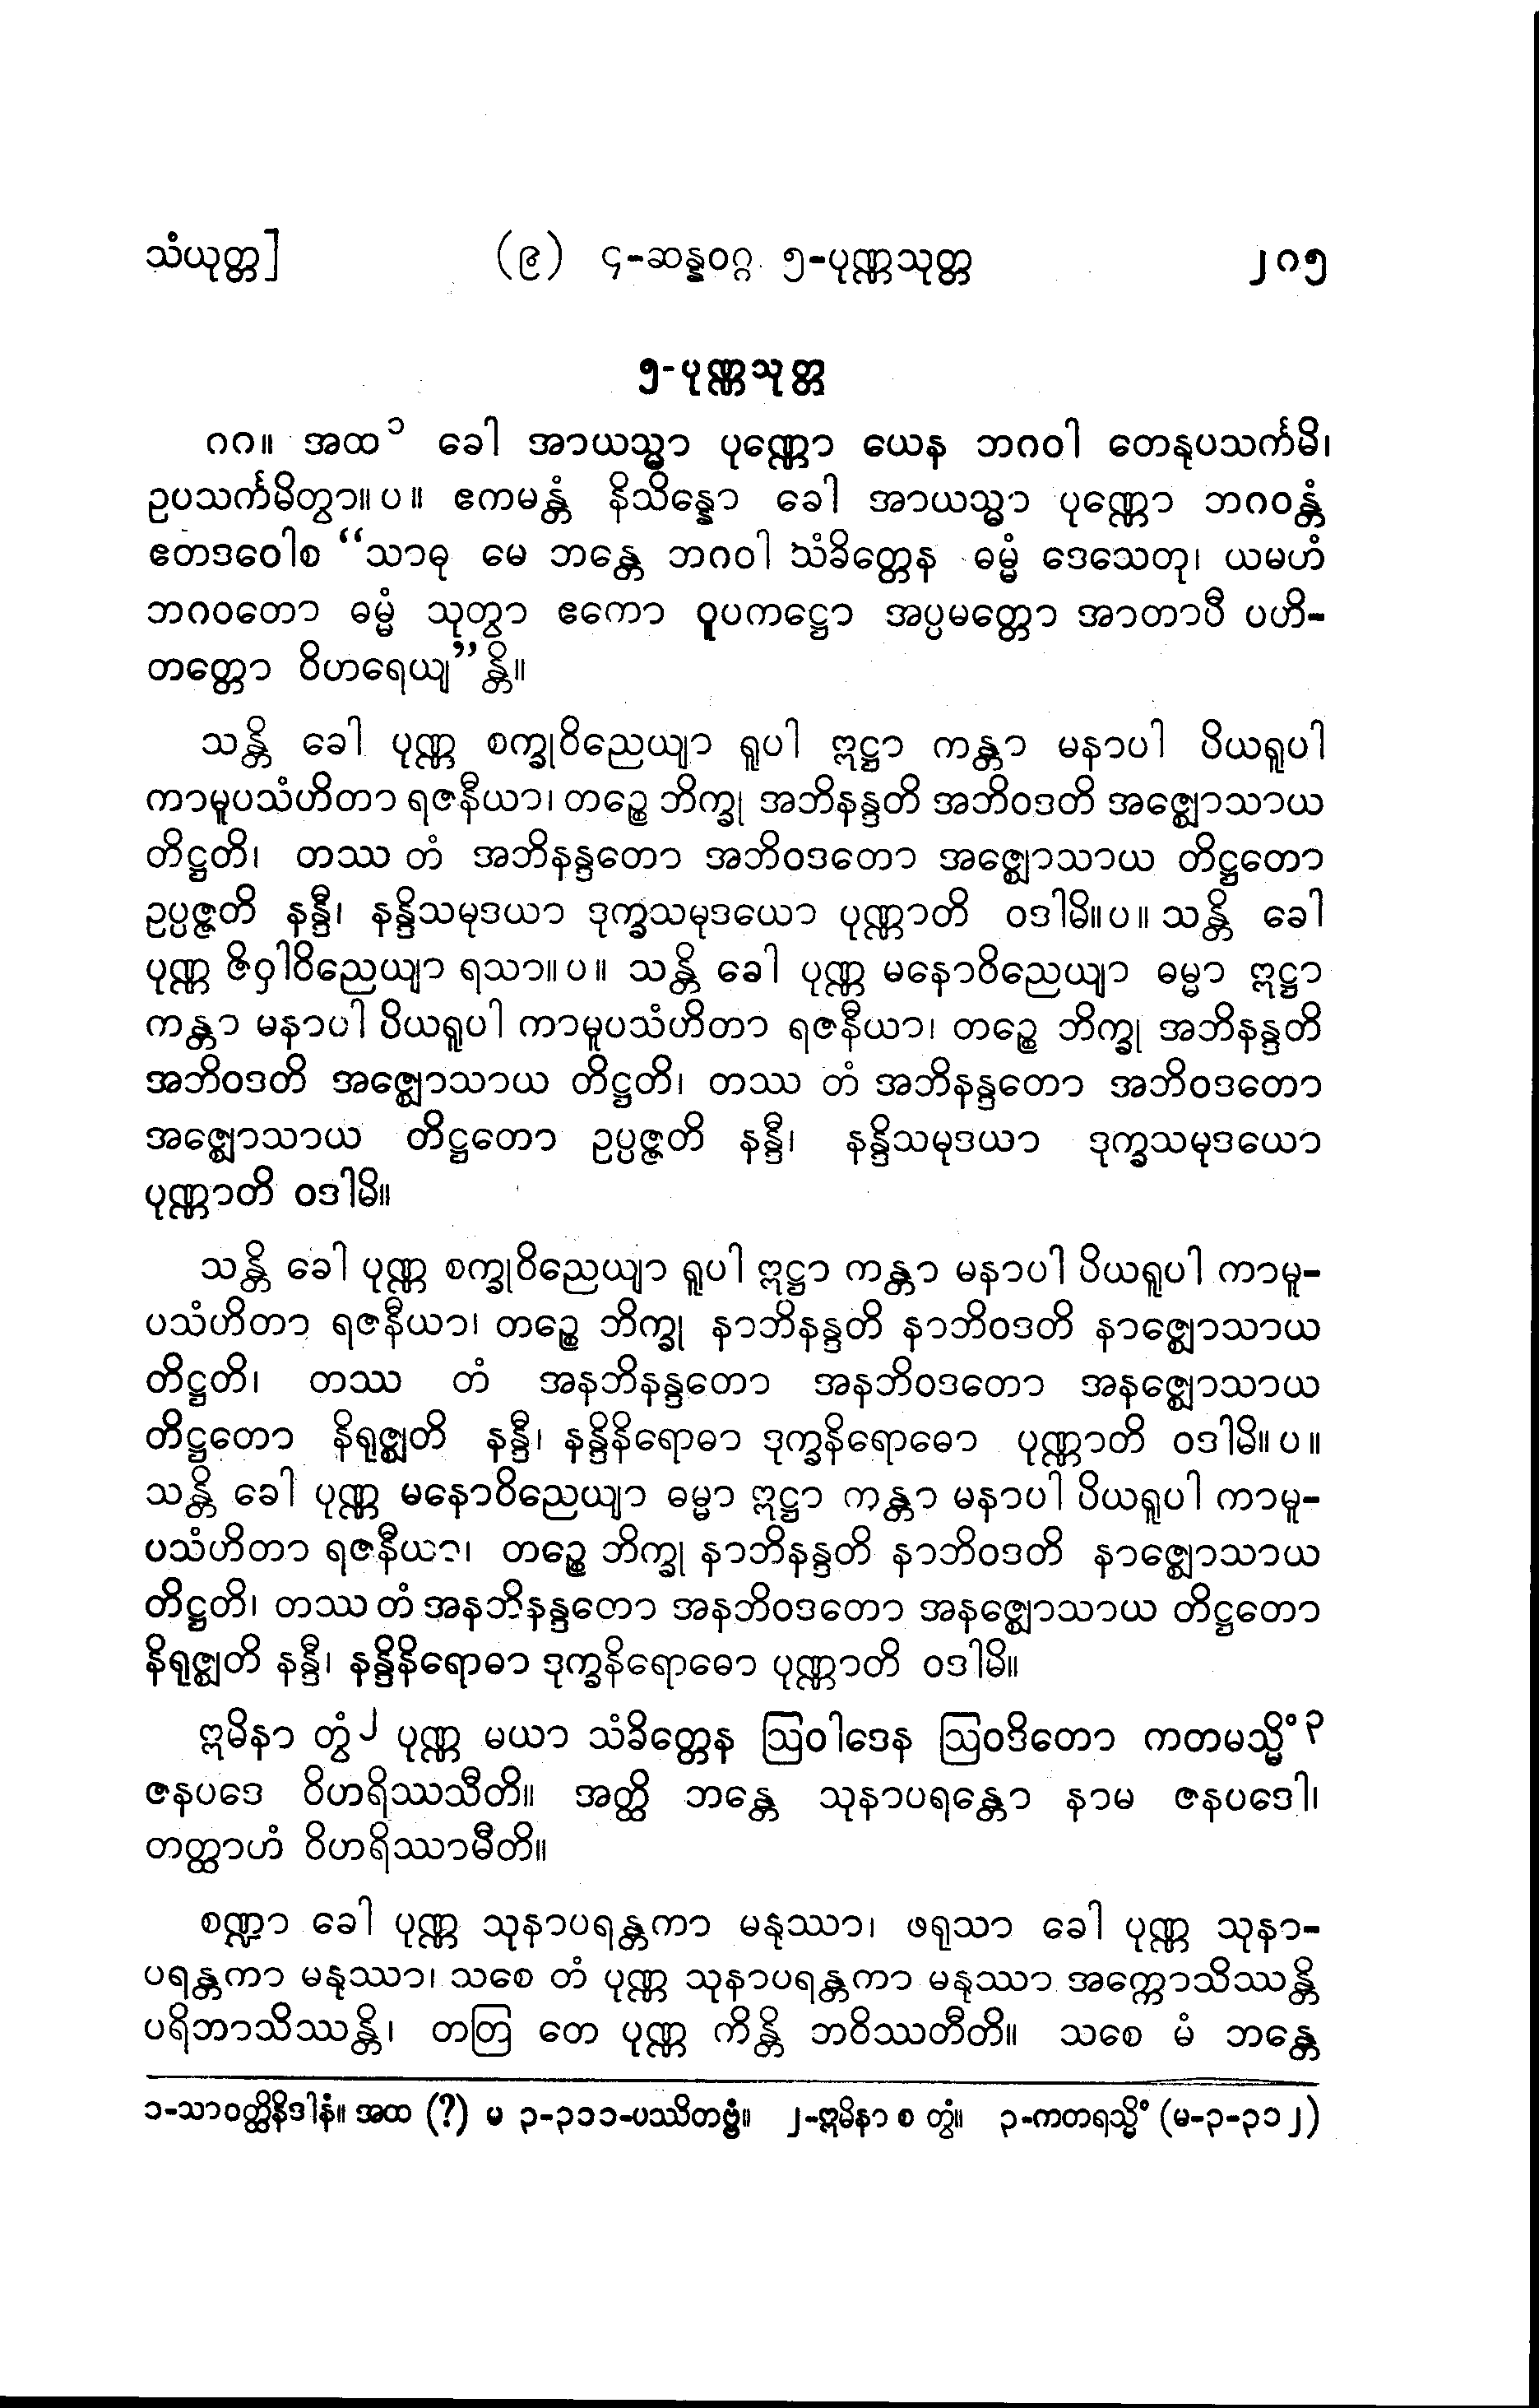 သံယုတ္တ]	(၉) ၄-ဆန္နဝဂ္ဂ ၅-ပုဏ္ဏသုတ္တ	၂၈၅
၅-ပုဏ္ဏသုတ္တ
၈၈။ အထ၁ ခေါ အာယသ္မာ ပုဏ္ဏော ယေန ဘဂဝါ တေနုပသင်္ကမိ၊
ဥပသင်္ကမိတွာ။ပ။ ဧကမန္တံ နိသိန္နော ခေါ အာယသ္မာ ပုဏ္ဏော ဘဂဝန္တံ
ဧတဒဝေါစ “သာဓု မေ ဘန္တေ ဘဂဝါ သံခိတ္တေန ဓမ္မံ ဒေသေတု၊ ယမဟံ
ဘဂဝတော ဓမ္မံ သုတွာ ဧကော ဝူပကဋ္ဌော အပ္ပမတ္တော အာတာပီ ပဟိ-
တတ္တော ဝိဟရေယျ”န္တိ။
သန္တိ ခေါ ပုဏ္ဏ စက္ခုဝိညေယျာ ရူပါ ဣဋ္ဌာ ကန္တာ မနာပါ ပိယရူပါ
ကာမူပသံဟိတာ ရဇနီယာ၊ တဉ္စေ ဘိက္ခု အဘိနန္ဒတိ အဘိဝဒတိ အဇ္ဈောသာယ
တိဋ္ဌတိ၊ တဿ တံ အဘိနန္ဒတော အဘိဝဒတော အဇ္ဈောသာယ တိဋ္ဌတော
ဥပ္ပဇ္ဇတိ နန္ဒီ၊ နန္ဒိသမုဒယာ ဒုက္ခသမုဒယော ပုဏ္ဏာတိ ဝဒါမိ။ပ။ သန္တိ ခေါ
ပုဏ္ဏ ဇိဝှါဝိညေယျာ ရသာ။ပ။ သန္တိ ခေါ ပုဏ္ဏ မနောဝိညေယျာ ဓမ္မာ ဣဋ္ဌာ
ကန္တာ မနာပါ ပိယရူပါ ကာမူပသံဟိတာ ရဇနီယာ၊ တဉ္စေ ဘိက္ခု အဘိနန္ဒတိ
အဘိဝဒတိ အဇ္ဈောသာယ တိဋ္ဌတိ၊ တဿ တံ အဘိနန္ဒတော အဘိဝဒတော
အဇ္ဈောသာယ တိဋ္ဌတော ဥပ္ပဇ္ဇတိ နန္ဒီ၊ နန္ဒိသမုဒယာ ဒုက္ခသမုဒယော
ပုဏ္ဏာတိ ဝဒါမိ။
သန္တိ ခေါ ပုဏ္ဏ စက္ခုဝိညေယျာ ရူပါ ဣဋ္ဌာ ကန္တာ မနာပါ ပိယရူပါ ကာမူ-
ပသံဟိတာ ရဇနီယာ၊ တဉ္စေ ဘိက္ခု နာဘိနန္ဒတိ နာဘိဝဒတိ နာဇ္ဈောသာယ
တိဋ္ဌတိ၊ တဿ တံ အနဘိနန္ဒတော အနဘိဝဒတော အနဇ္ဈောသာယ
တိဋ္ဌတော နိရုဇ္ဈတိ နန္ဒီ၊ နန္ဒိနိရောဓာ ဒုက္ခနိရောဓော ပုဏ္ဏာတိ ဝဒါမိ။ပ။
သန္တိ ခေါ ပုဏ္ဏ မနောဝိညေယျာ ဓမ္မာ ဣဋ္ဌာ ကန္တာ မနာပါ ပိယရူပါ ကာမူ-
ပသံဟိတာ ရဇနီယာ၊ တဉ္စေ ဘိက္ခု နာဘိနန္ဒတိ နာဘိဝဒတိ နာဇ္ဈောသာယ
တိဋ္ဌတိ၊ တဿ တံ အနဘိနန္ဒတော အနဘိဝဒတော အနဇ္ဈောသာယ တိဋ္ဌတော
နိရုဇ္ဈတိ နန္ဒီ၊ နန္ဒိနိရောဓာ ဒုက္ခနိရောဓော ပုဏ္ဏာတိ ဝဒါမိ။
ဣမိနာ တွံ၂ ပုဏ္ဏ မယာ သံခိတ္တေန ဩဝါဒေန ဩဝဒိတော ကတမသ္မိံ၃
ဇနပဒေ ဝိဟရိဿသီတိ။ အတ္ထိ ဘန္တေ သုနာပရန္တော နာမ ဇနပဒေါ၊
တတ္ထာဟံ ဝိဟရိဿာမီတိ။
စဏ္ဍာ ခေါ ပုဏ္ဏ သုနာပရန္တကာ မနုဿာ၊ ဖရုသာ ခေါ ပုဏ္ဏ သုနာ-
ပရန္တကာ မနုဿာ၊ သစေ တံ ပုဏ္ဏ သုနာပရန္တကာ မနုဿာ အက္ကောသိဿန္တိ
ပရိဘာသိဿန္တိ၊ တတြ တေ ပုဏ္ဏ ကိန္တိ ဘဝိဿတီတိ။ သစေ မံ ဘန္တေ
၁-သာဝတ္ထိနိဒါနံ။ အထ (?) မ ၃-၃၁၁-ပဿိတဗ္ဗံ။ ၂-ဣမိနာ စ တွံ။ ၃-ကတရသ္မိံ (မ-၃-၃၁၂)